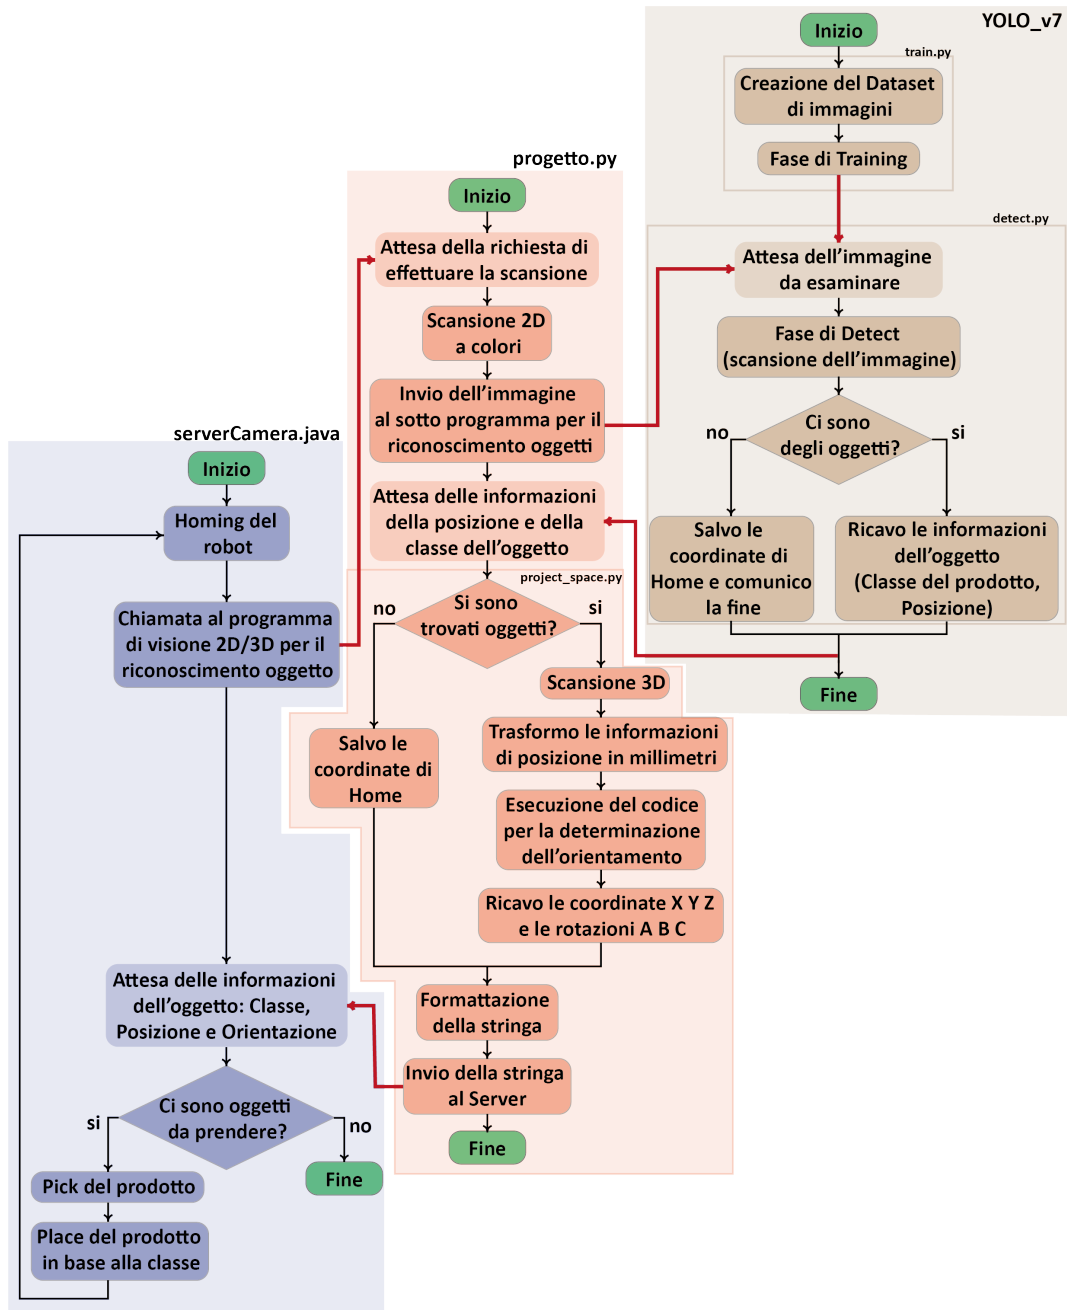 YOLO_v7
Inizio
train.py
Creazione del Dataset
di immagini
Fase di Training
detect.py
Attesa dell'immagine
da esaminare
Fase di Detect
(scansione dell'immagine)
Ci sono
degli oggetti?
no
si
Salvo le
coordinate di
Home e comunico
la fine
Ricavo le informazioni
dell'oggetto
(Classe del prodotto,
Posizione)
Fine
progetto.py
Inizio
Attesa della richiesta di
effettuare la scansione
Scansione 2D
a colori
Invio dell'immagine
al sotto programma per il
riconoscimento oggetti
Attesa delle informazioni
della posizione e della
classe dell'oggetto
project_space.py
Si sono
trovati oggetti?
no
si
Salvo le
coordinate di
Home
Scansione 3D
Trasformo le informazioni
di posizione in millimetri
Esecuzione del codice
per la determinazione
dell'orientamento
Ricavo le coordinate X Y Z
e le rotazioni A B C
Formattazione
della stringa
Invio della stringa
al Server
Fine
serverCamera.java
Inizio
Homing del
robot
Chiamata al programma
di visione 2D/3D per il
riconoscimento oggetto
Attesa delle informazioni
dell'oggetto: Classe,
Posizione e Orientazione
Ci sono oggetti
da prendere?
si
no
Fine
Pick del prodotto
Place del prodotto
in base alla classe